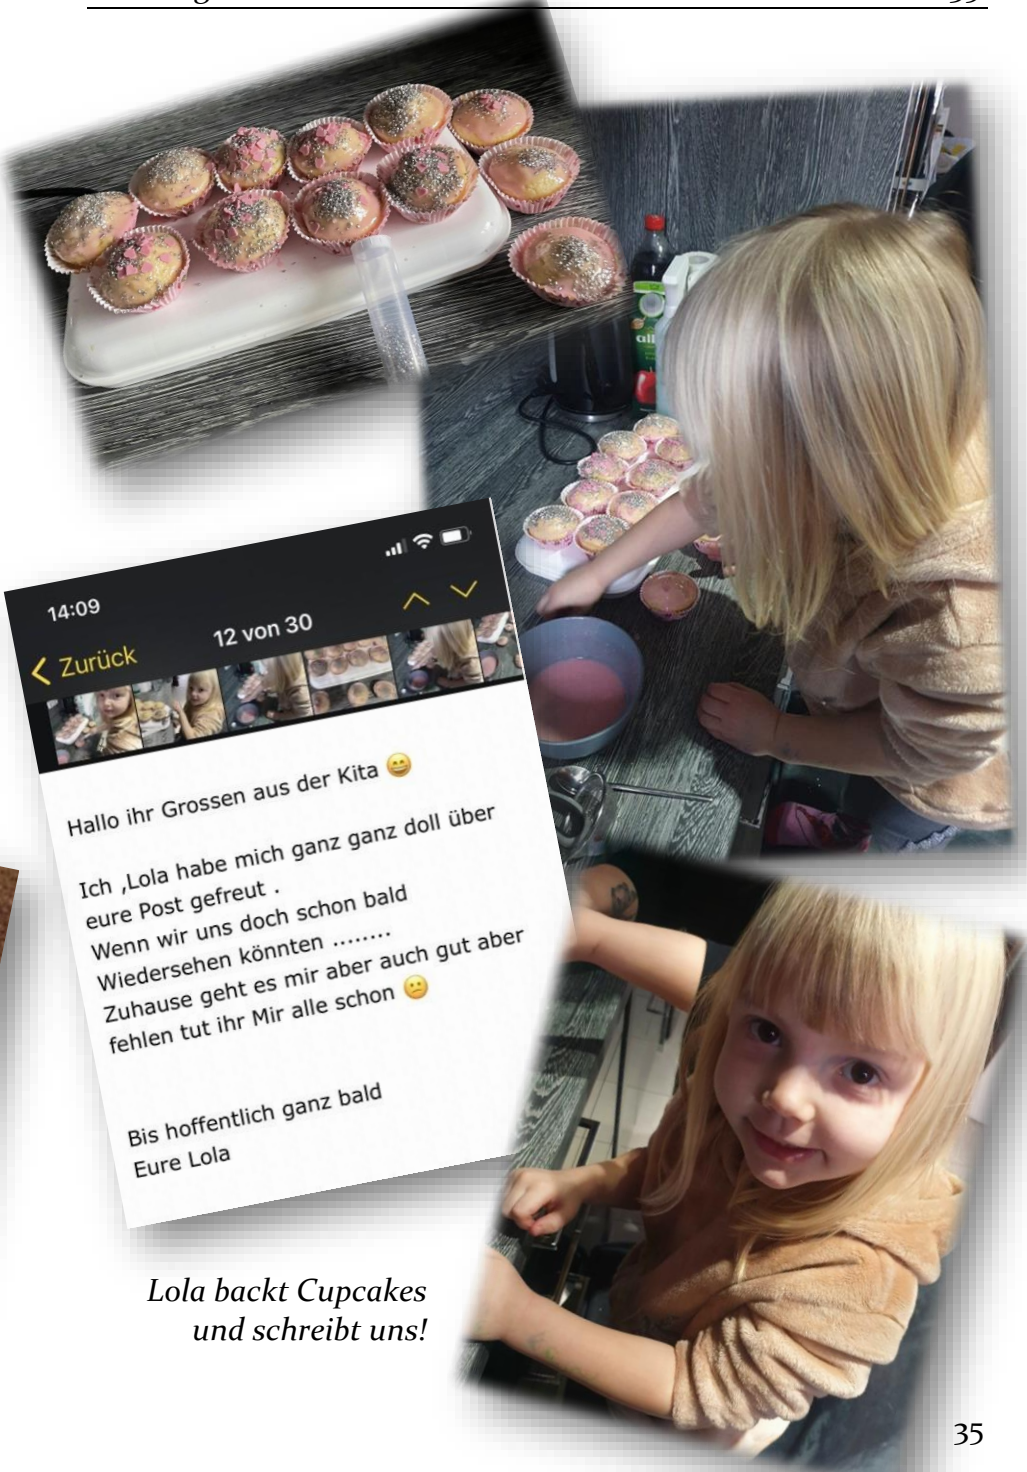 14:09
Zurück
12 von 30
Hallo ihr Grossen aus der Kita 😄
Ich ,Lola habe mich ganz ganz doll über
eure Post gefreut .
Wenn wir uns doch schon bald
Wiedersehen könnten ........
Zuhause geht es mir aber auch gut aber
fehlen tut ihr Mir alle schon 😕
Bis hoffentlich ganz bald
Eure Lola
Lola backt Cupcakes
und schreibt uns!
35